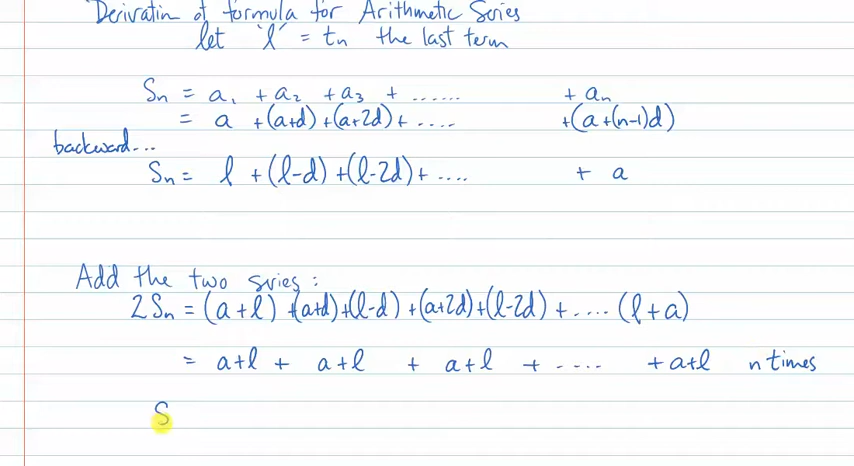 Derivatin of formula for Arithmetic Series
let 'l' = tn the last term
Sn = a1 + a2 + a3 + ...... + an
= a + (a+d) + (a+2d) + .... + (a+(n-1)d)
backward...
Sn = l + (l-d) + (l-2d) + .... + a
Add the two series:
2Sn = (a+l) + (a+d)+(l-d) + (a+2d)+(l-2d) + .... (l+a)
= a+l + a+l + a+l + .... + a+l n times
S